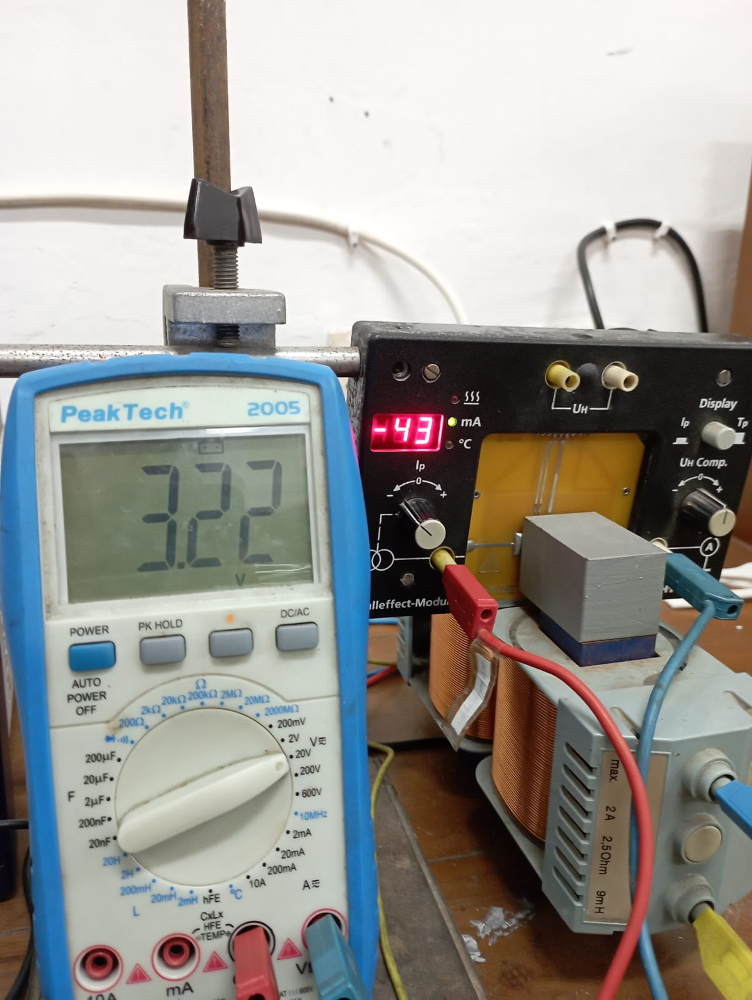 PeakTech® 2005
3.22
V
POWER
PK HOLD
DC/AC
AUTO
POWER
OFF
Ω
200Ω
2kΩ
20kΩ
200kΩ
2MΩ
20MΩ
2000MΩ
200mV
2V
V
20V
200V
600V
10MHz
2mA
20mA
200mA
10A
A
200µF
20µF
F
2µF
200nF
20nF
20H
2H
200mH
20mH
2mH
L
hFE
°C
CxLx
HFE
TEMP
10A
mA
600V
-43
mA
°C
Ip
- 0 +
UH
Display
Ip
Tp
UH Comp.
- 0 +
A
alleffect-Modu
max. 2A 2,5Ohm 9mH